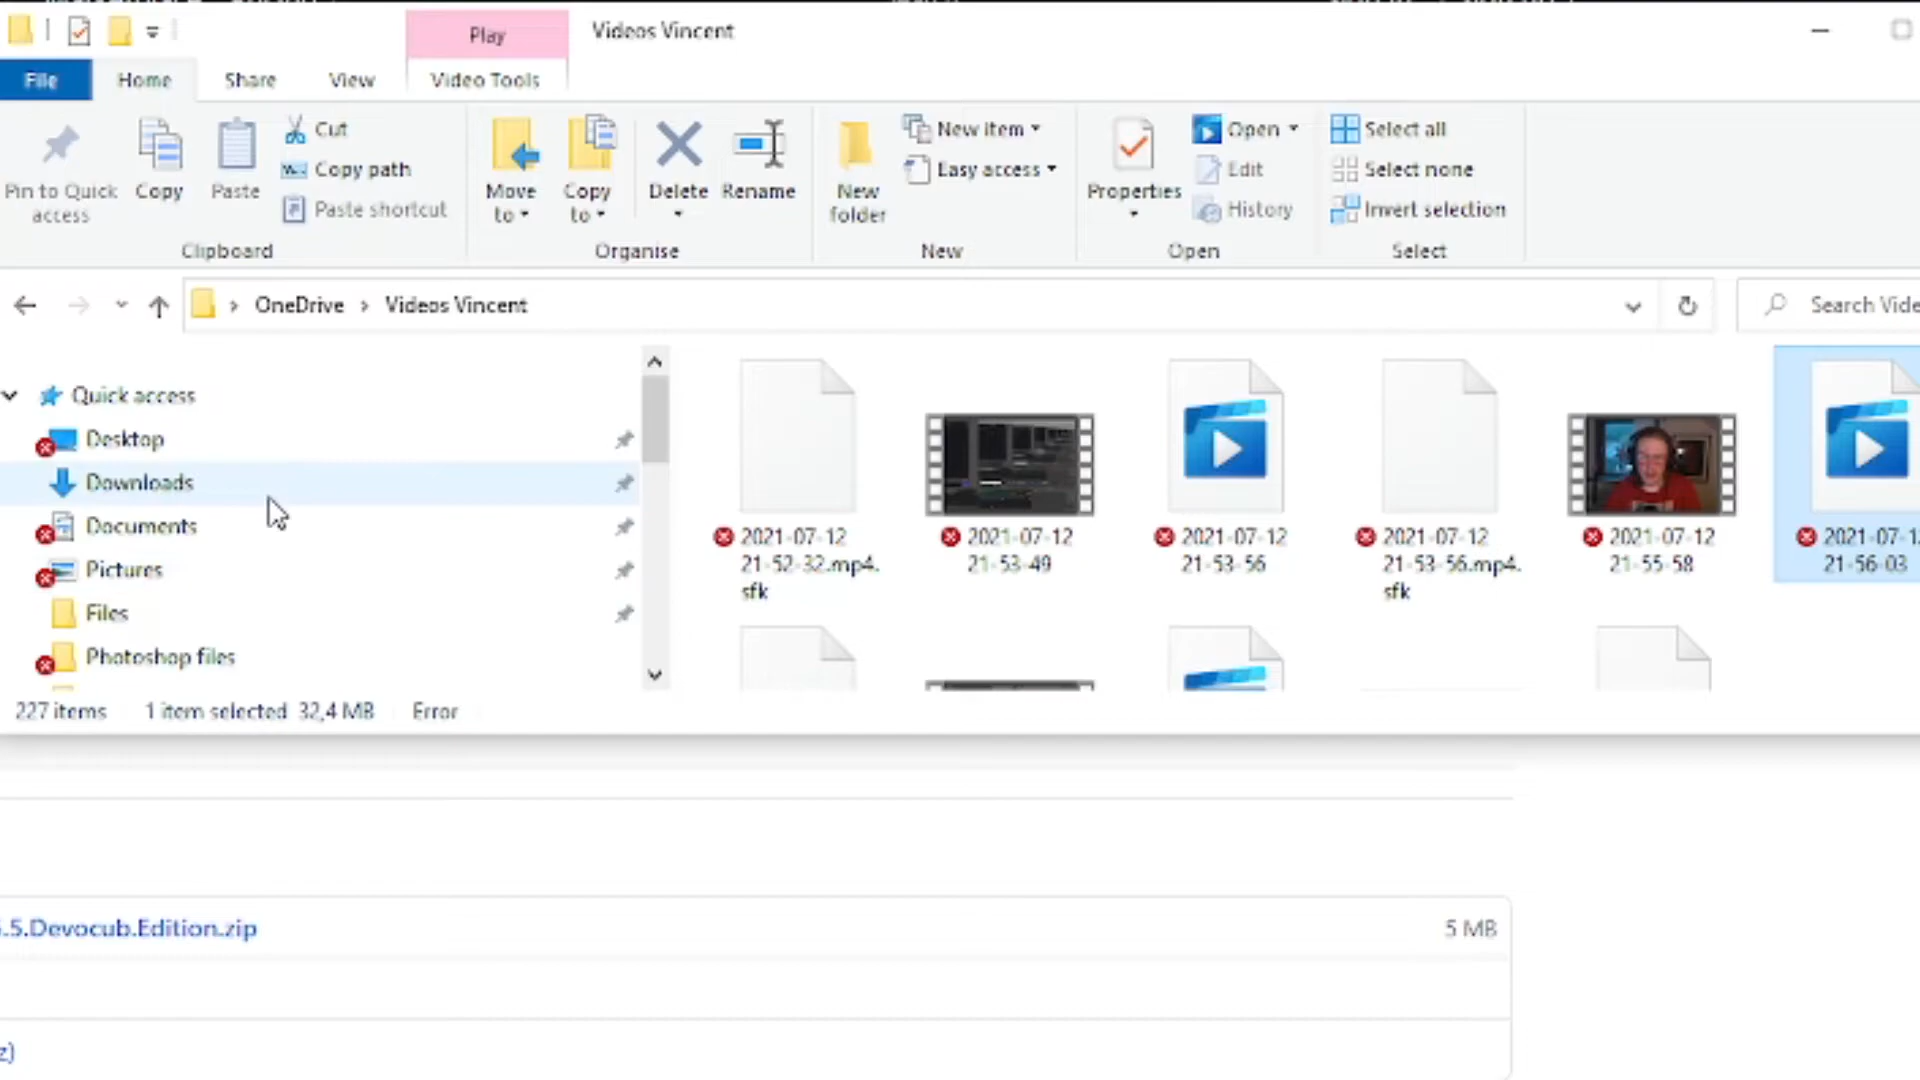 Play
Videos Vincent
File
Home
Share
View
Video Tools
Pin to Quick
access
Copy
Paste
Cut
Copy path
Paste shortcut
Clipboard
Move
to
Copy
to
Delete
Rename
Organise
New
folder
New item
Easy access
New
Properties
Open
Edit
History
Open
Select all
Select none
Invert selection
Select
OneDrive
Videos Vincent
Search Vide
Quick access
Desktop
Downloads
Documents
Pictures
Files
Photoshop files
2021-07-12
21-52-32.mp4.
sfk
2021-07-12
21-53-49
2021-07-12
21-53-56
2021-07-12
21-53-56.mp4.
sfk
2021-07-12
21-55-58
2021-07-12
21-56-03
227 items
1 item selected 32,4 MB
Error
.5.Devocub.Edition.zip
5 MB
z)